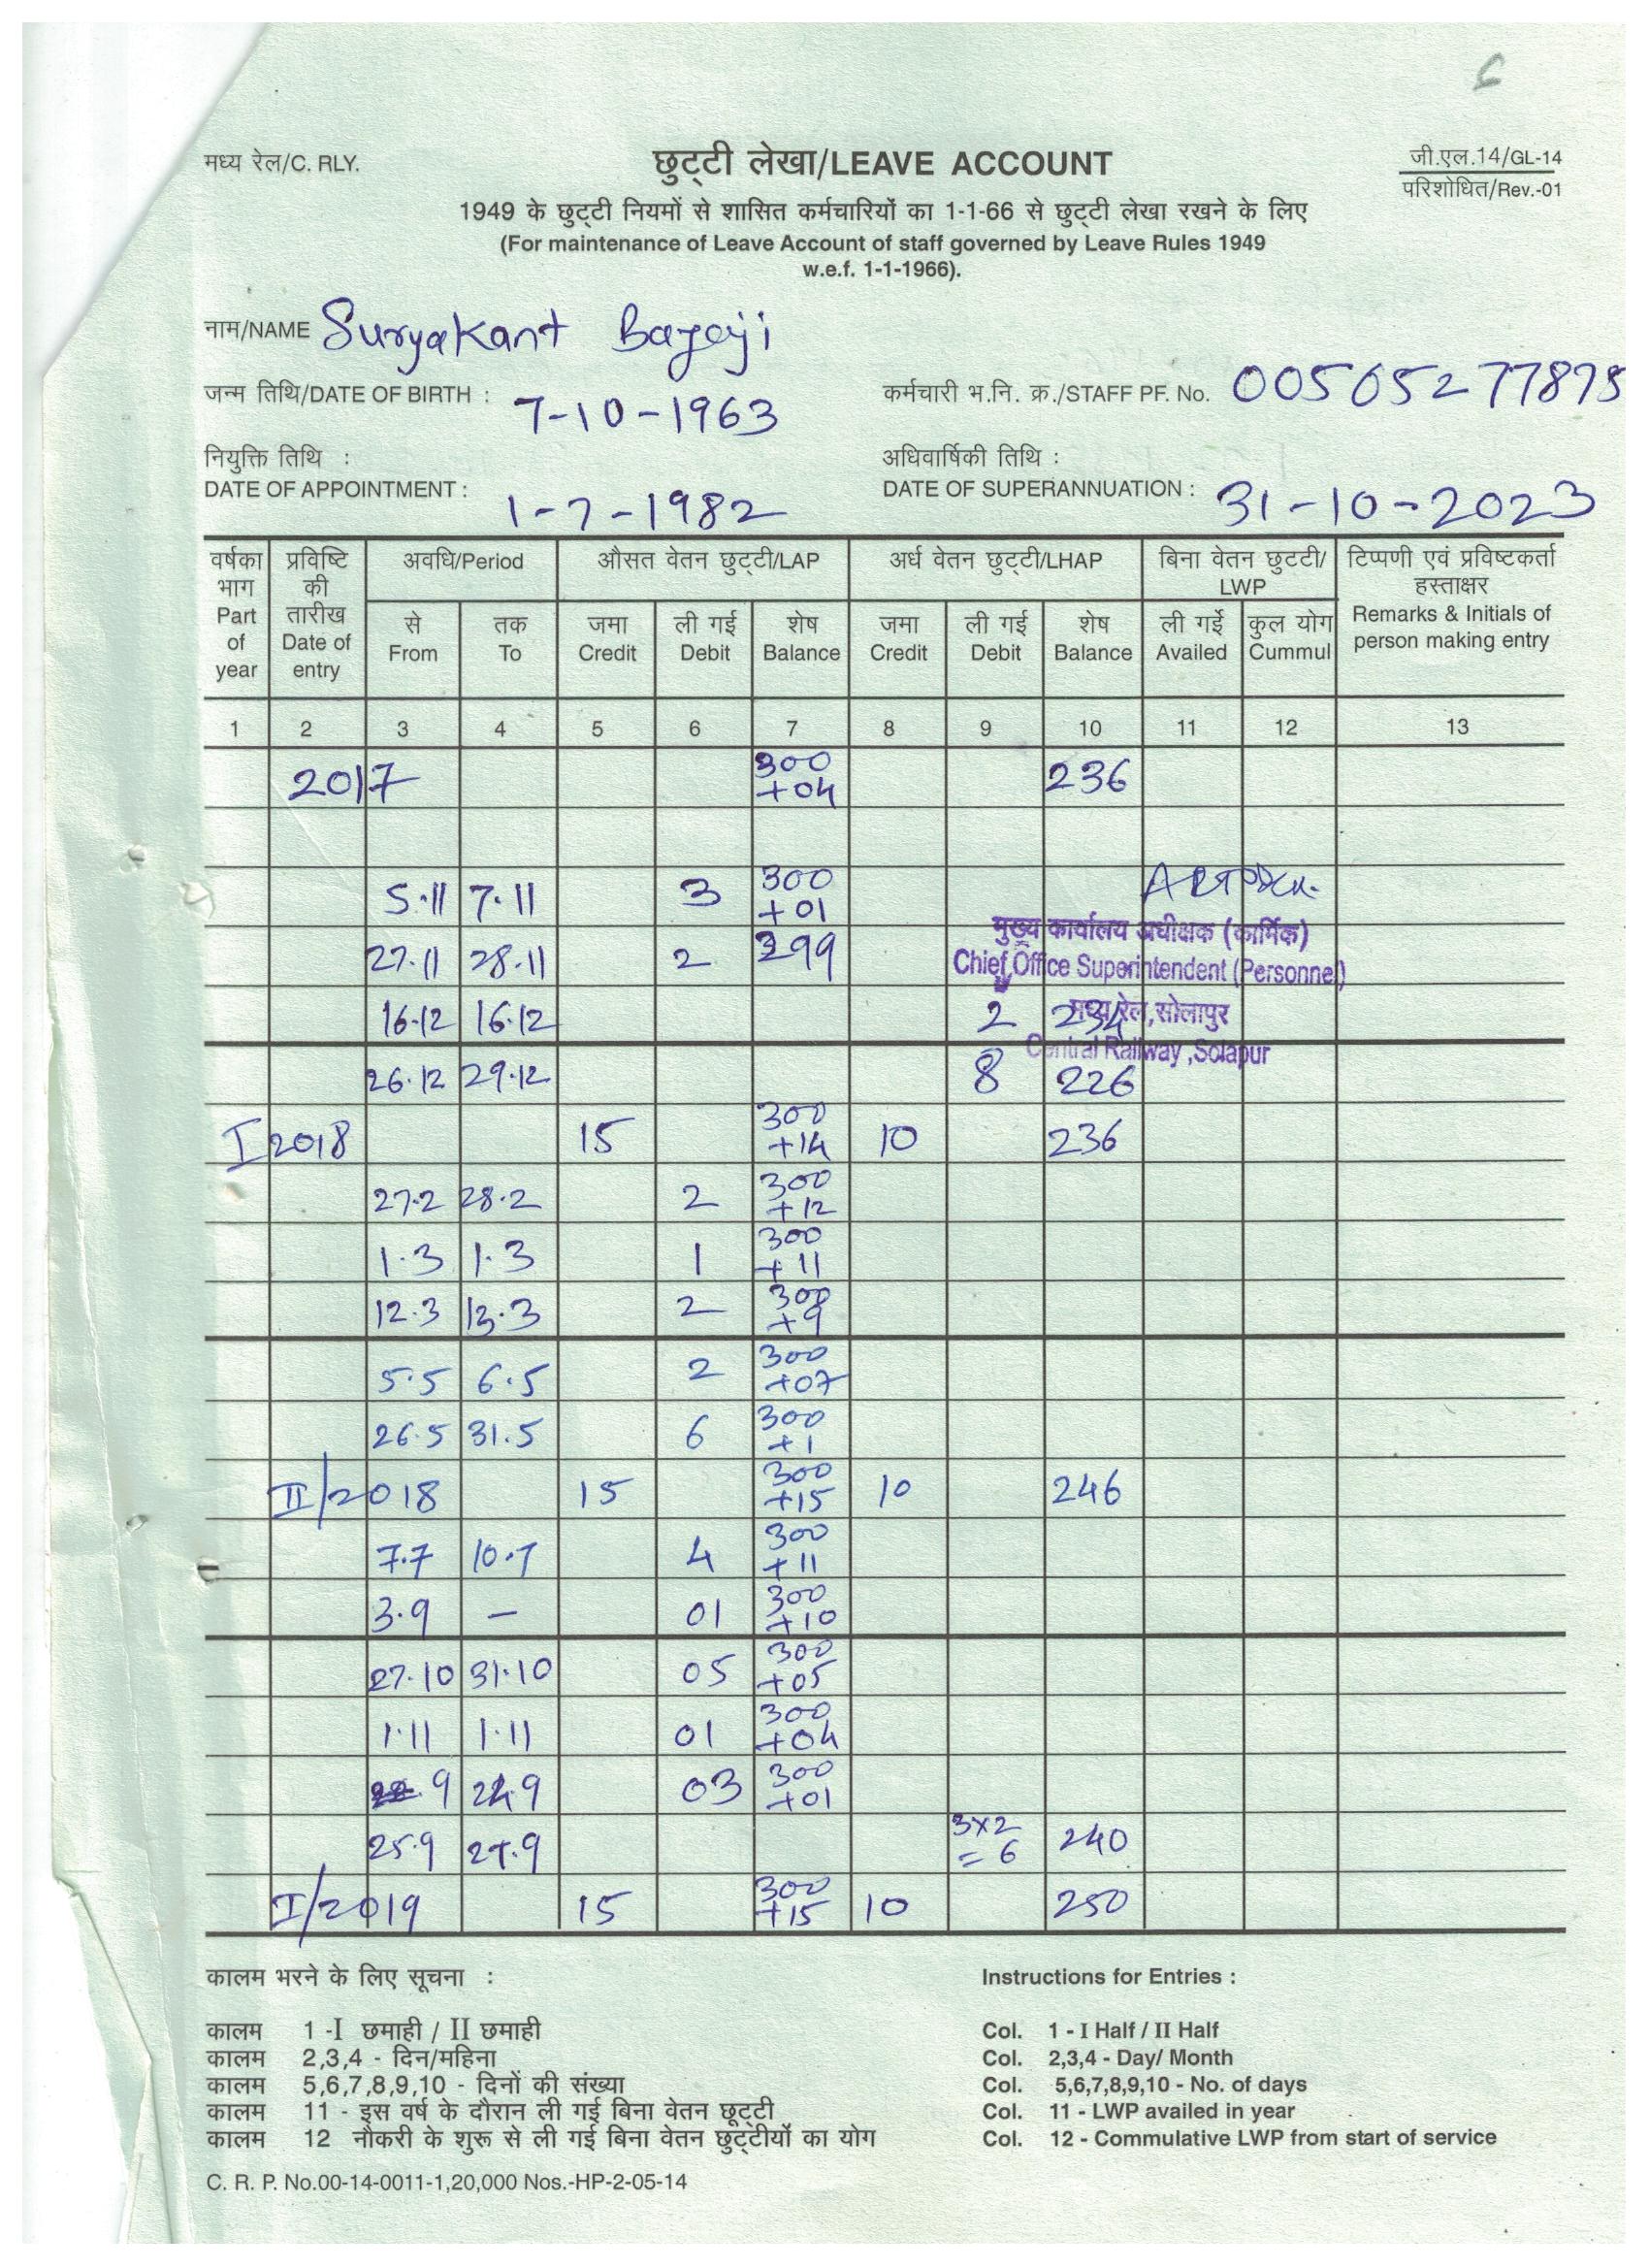 मध्य रेल/C. RLY.
छुट्टी लेखा/LEAVE ACCOUNT
जी.एल.14/GL-14
परिशोधित/Rev.-01
1949 के छुट्टी नियमों से शासित कर्मचारियों का 1-1-66 से छुट्टी लेखा रखने के लिए
(For maintenance of Leave Account of staff governed by Leave Rules 1949
w.e.f. 1-1-1966).
नाम/NAME Suryakant
जन्म तिथि/DATE OF BIRTH : 7-10-1963
कर्मचारी भ.नि. क्र./STAFF PF. No. 00505277875
नियुक्ति तिथि :
DATE OF APPOINTMENT : 1-7-1982
अधिवार्षिकी तिथि :
DATE OF SUPERANNUATION : 31-10-2023
वर्षका भाग Part of year
प्रविष्टि की तारीख Date of entry
अवधि/Period
औसत वेतन छुट्टी/LAP
अर्ध वेतन छुट्टी/LHAP
बिना वेतन छुट्टी/ LWP
टिप्पणी एवं प्रविष्टकर्ता हस्ताक्षर Remarks & Initials of person making entry
से From
तक To
जमा Credit
ली गई Debit
शेष Balance
जमा Credit
ली गई Debit
शेष Balance
ली गई Availed
कुल योग Cummul
1 2 3 4 5 6 7 8 9 10 11 12 13
2017 300 +04 236
5.11 7.11 3 300 +01
27.11 28.11 2 299
मुख्य कार्यालय अधीक्षक (कार्मिक)
Chief Office Superintendent (Personnel)
16.12 16.12 2 234
मध्य रेल, सोलापुर
Central Railway, Solapur
26.12 29.12 8 226
I 2018 15 300 +14 10 236
27.2 28.2 2 300 +12
1.3 1.3 1 300 +11
12.3 13.3 2 300 +9
5.5 6.5 2 300 +07
26.5 31.5 6 300 +1
II/2018 15 300 +15 10 246
7.7 10.7 4 300 +11
3.9 — 01 300 +10
27.10 31.10 05 300 +05
1.11 1.11 01 300 +04
.9 24.9 03 300 +01
25.9 27.9 3x2 = 6 240
I/2019 15 300 +15 10 250
कालम भरने के लिए सूचना :
कालम 1 -I छमाही / II छमाही
कालम 2,3,4 - दिन/महिना
कालम 5,6,7,8,9,10 - दिनों की संख्या
कालम 11 - इस वर्ष के दौरान ली गई बिना वेतन छूट्टी
कालम 12 नौकरी के शुरू से ली गई बिना वेतन छुट्टीयों का योग
Instructions for Entries :
Col. 1 - I Half / II Half
Col. 2,3,4 - Day/ Month
Col. 5,6,7,8,9,10 - No. of days
Col. 11 - LWP availed in year
Col. 12 - Commulative LWP from start of service
C. R. P. No.00-14-0011-1,20,000 Nos.-HP-2-05-14